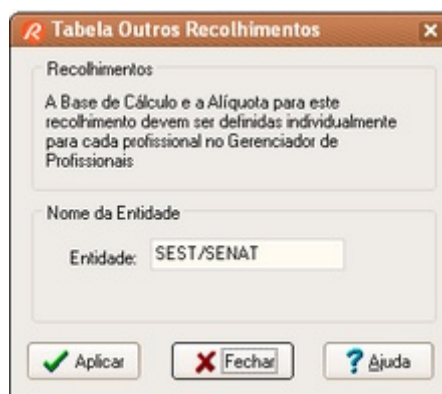 Tabela Outros Recolhimentos
Recolhimentos
A Base de Cálculo e a Alíquota para este
recolhimento devem ser definidas individualmente
para cada profissional no Gerenciador de
Profissionais
Nome da Entidade
Entidade: SEST/SENAT
Aplicar Fechar Ajuda